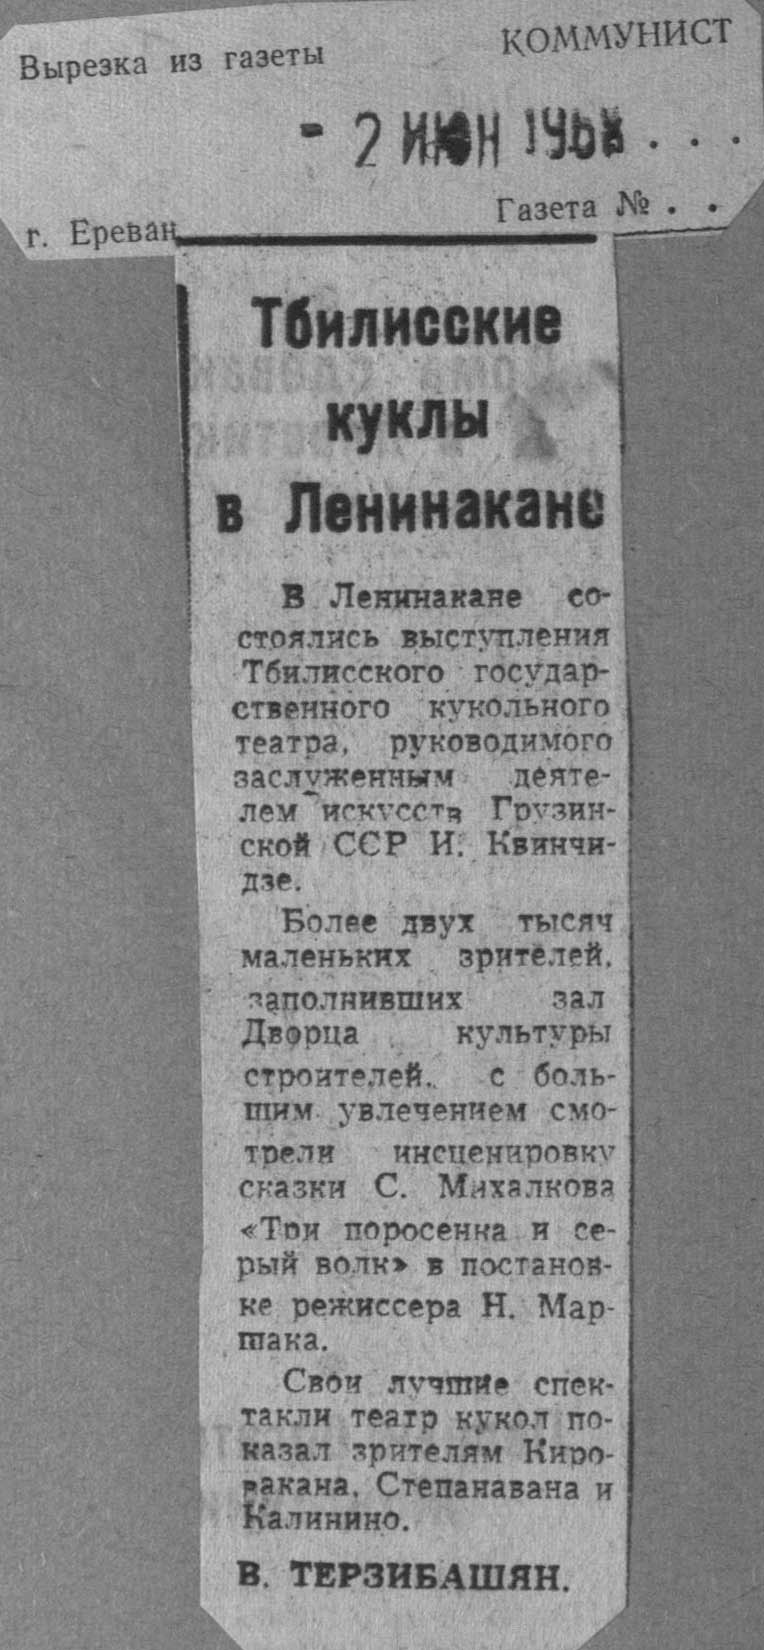 Вырезка из газеты
КОММУНИСТ
- 2 ИЮН 1968 . . .
г. Ереван
Газета № . .
Тбилисские
куклы
в Ленинакане
В Ленинакане со-
стоялись выступления
Тбилисского государ-
ственного кукольного
театра, руководимого
заслуженным деяте-
лем искусств Грузин-
ской ССР И. Квинчи-
дзе.
Более двух тысяч
маленьких зрителей,
заполнивших зал
Дворца культуры
строителей, с боль-
шим увлечением смо-
трели инсценировку
сказки С. Михалкова
«Три поросенка и се-
рый волк» в постанов-
ке режиссера Н. Мар-
шака.
Свои лучшие спек-
такли театр кукол по-
казал зрителям Киро-
вакана, Степанавана и
Калинино.
В. ТЕРЗИБАШЯН.